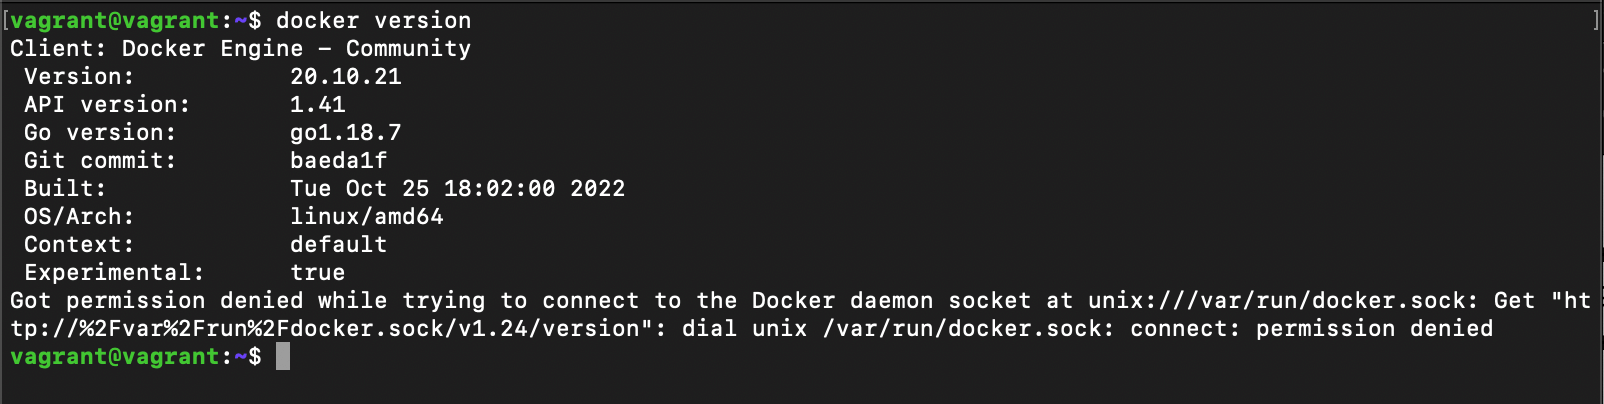 [vagrant@vagrant:~$ docker version ]
Client: Docker Engine – Community
Version: 20.10.21
API version: 1.41
Go version: go1.18.7
Git commit: baeda1f
Built: Tue Oct 25 18:02:00 2022
OS/Arch: linux/amd64
Context: default
Experimental: true
Got permission denied while trying to connect to the Docker daemon socket at unix:///var/run/docker.sock: Get "ht
tp://%2Fvar%2Frun%2Fdocker.sock/v1.24/version": dial unix /var/run/docker.sock: connect: permission denied
vagrant@vagrant:~$